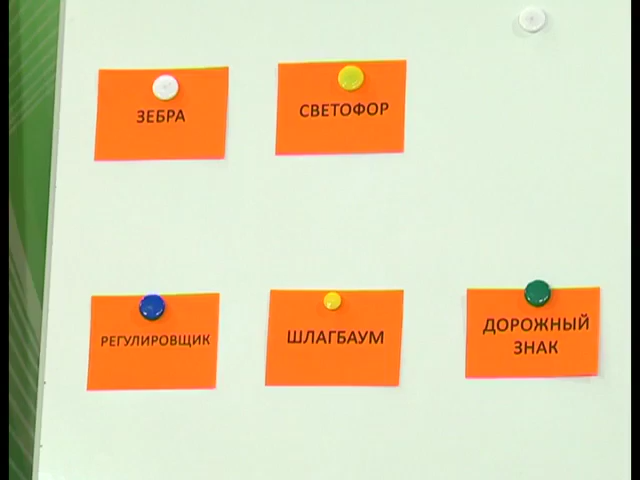 ЗЕБРА
СВЕТОФОР
РЕГУЛИРОВЩИК
ШЛАГБАУМ
ДОРОЖНЫЙ
ЗНАК